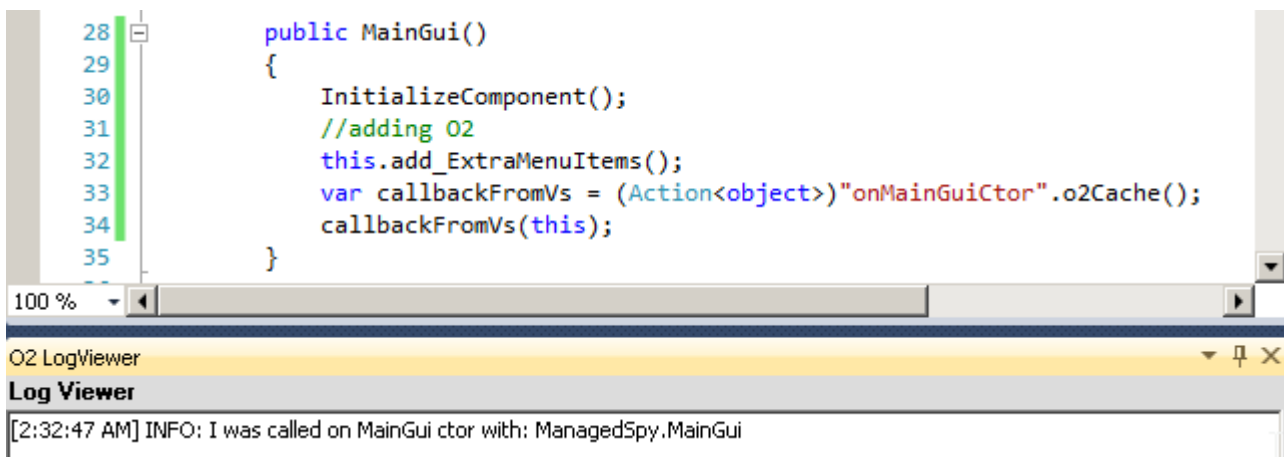 28 public MainGui()
29 {
30 InitializeComponent();
31 //adding O2
32 this.add_ExtraMenuItems();
33 var callbackFromVs = (Action<object>)"onMainGuiCtor".o2Cache();
34 callbackFromVs(this);
35 }
100 %
O2 LogViewer
Log Viewer
[2:32:47 AM] INFO: I was called on MainGui ctor with: ManagedSpy.MainGui